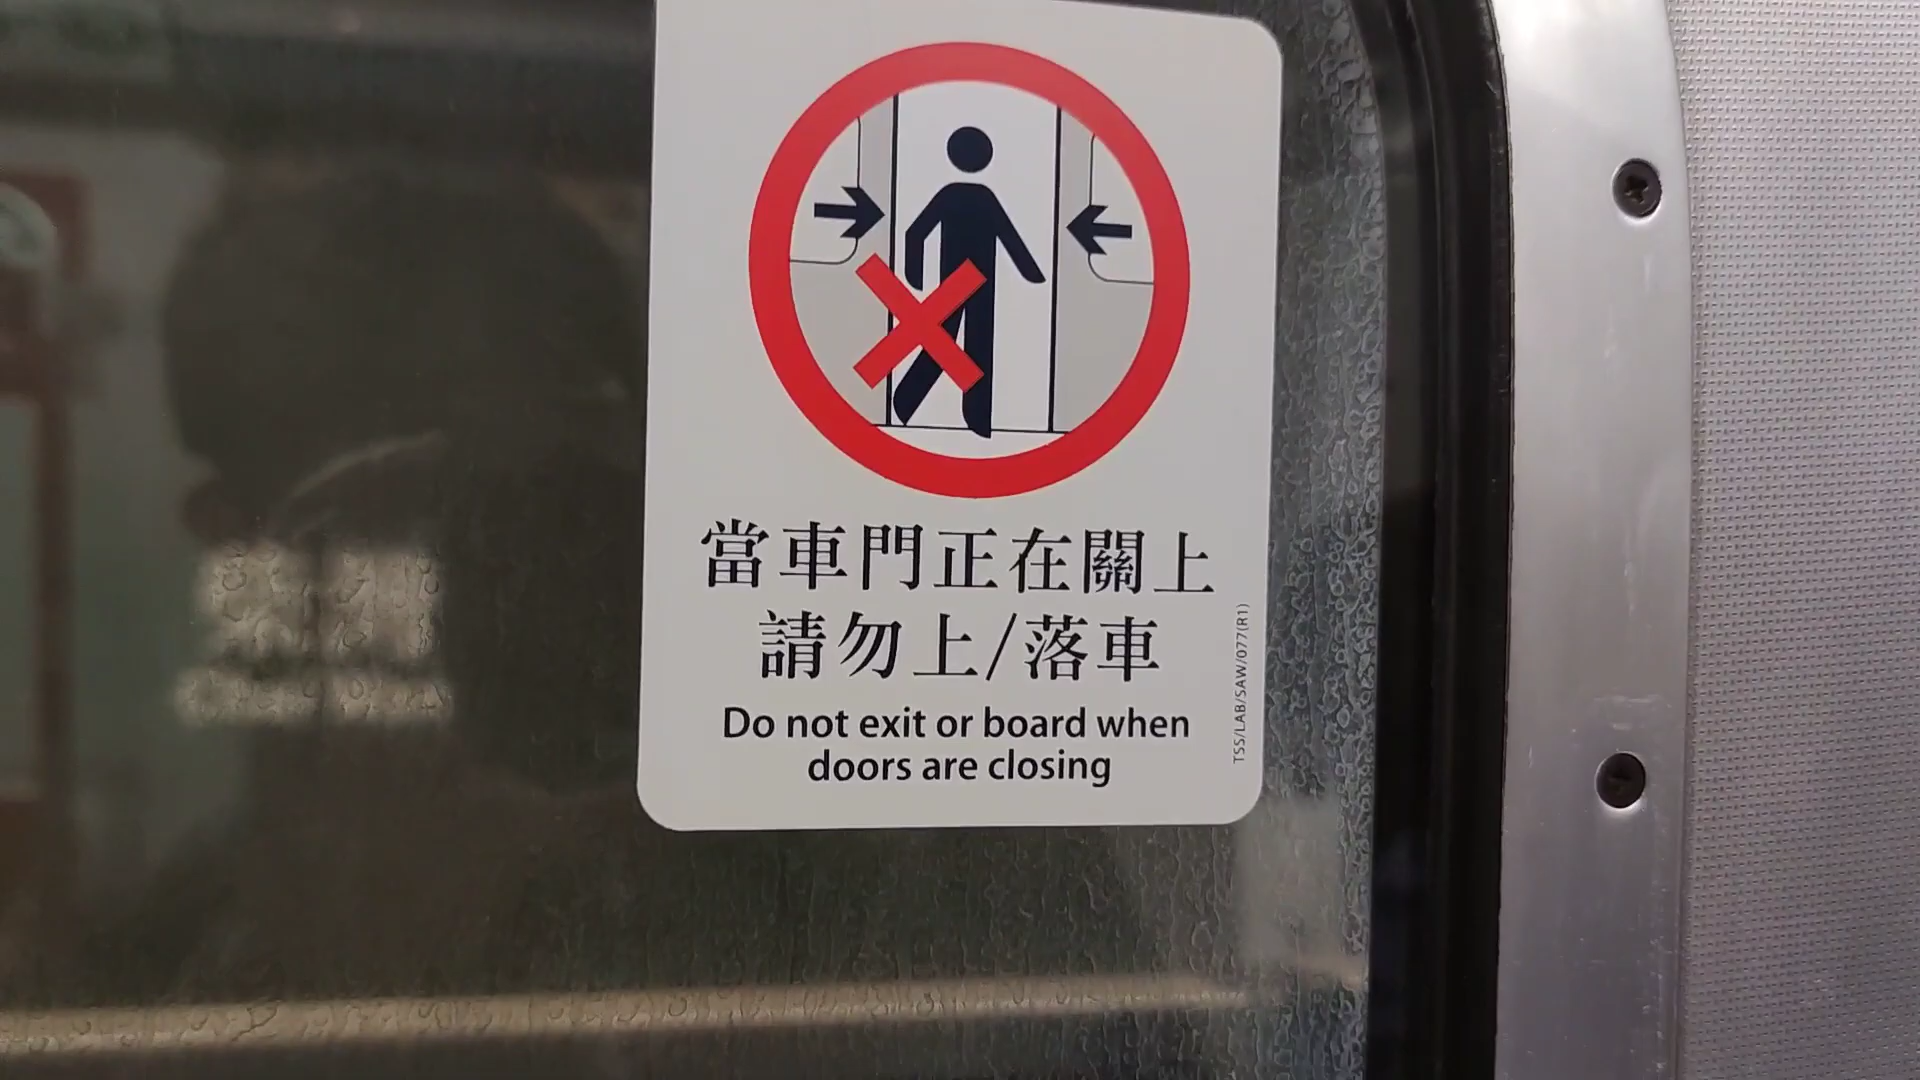 當車門正在關上
請勿上/落車
Do not exit or board when
doors are closing
TSS/LAB/SAW/077(R1)